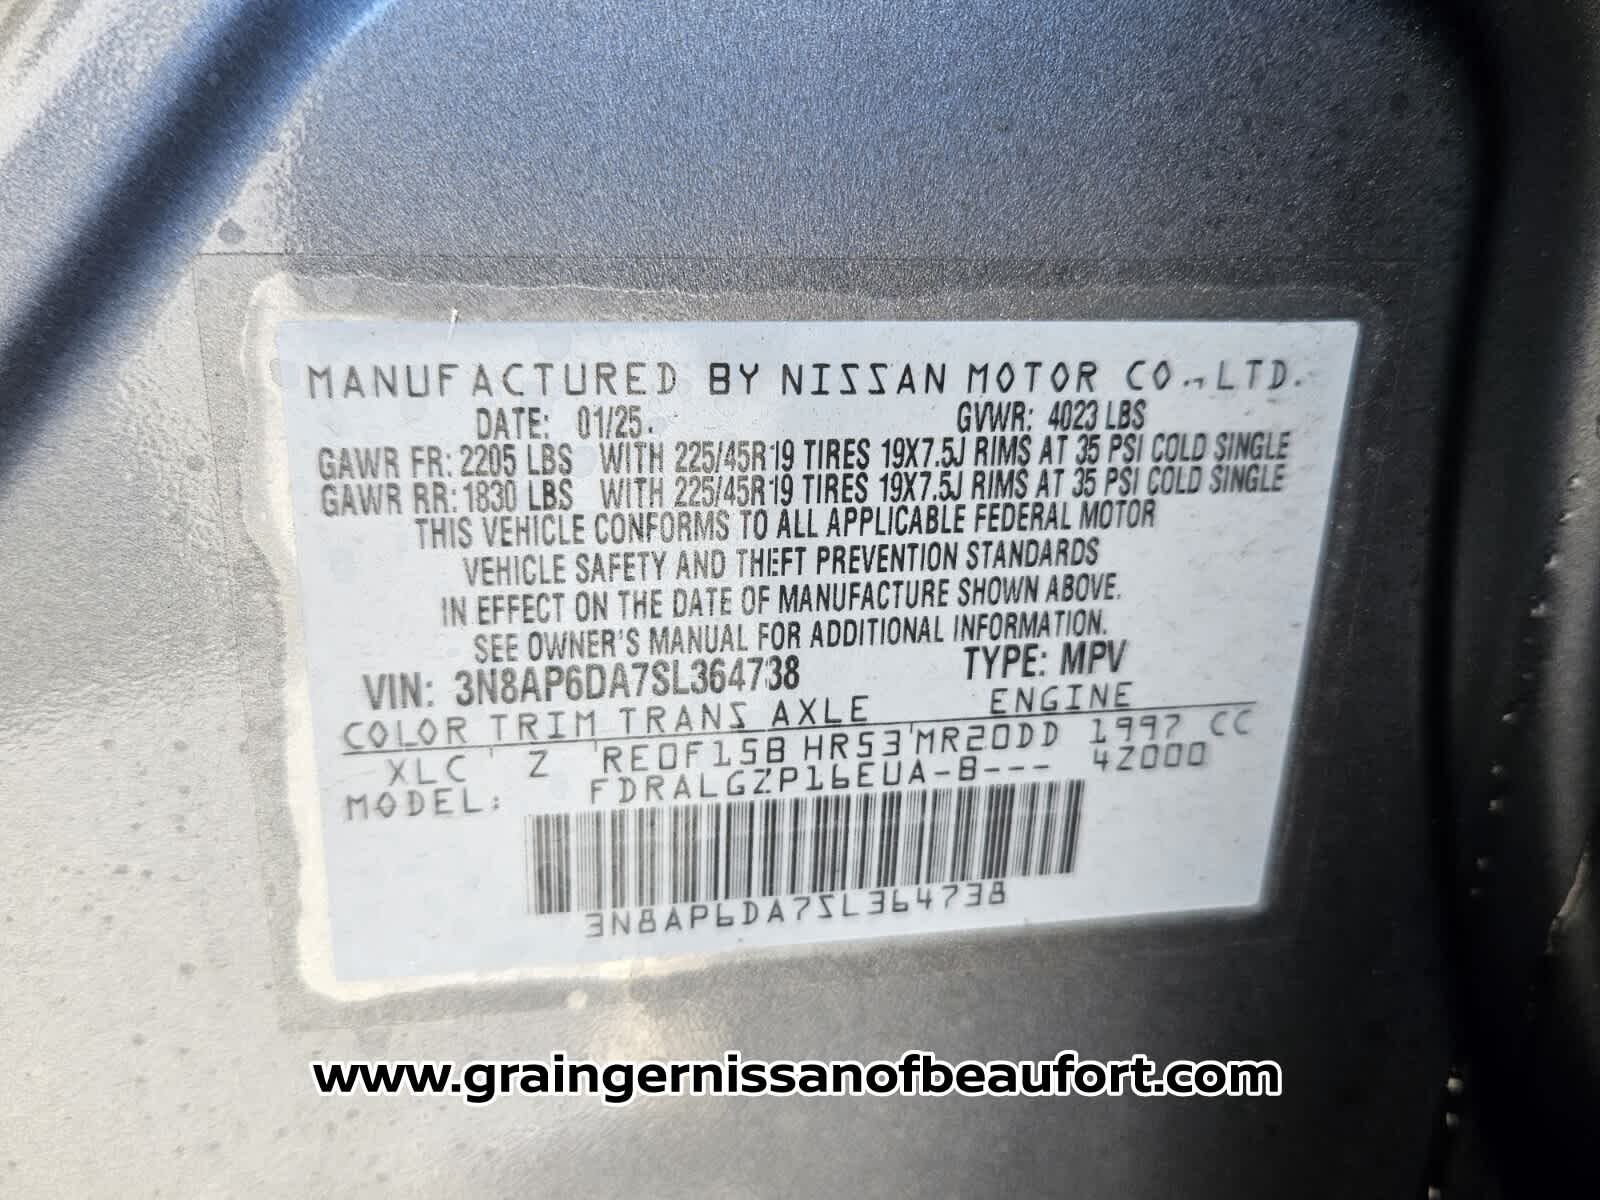 MANUFACTURED BY NISSAN MOTOR CO., LTD.
DATE: 01/25. GVWR: 4023 LBS
GAWR FR: 2205 LBS WITH 225/45R19 TIRES 19X7.5J RIMS AT 35 PSI COLD SINGLE
GAWR RR: 1830 LBS WITH 225/45R19 TIRES 19X7.5J RIMS AT 35 PSI COLD SINGLE
THIS VEHICLE CONFORMS TO ALL APPLICABLE FEDERAL MOTOR
VEHICLE SAFETY AND THEFT PREVENTION STANDARDS
IN EFFECT ON THE DATE OF MANUFACTURE SHOWN ABOVE.
SEE OWNER'S MANUAL FOR ADDITIONAL INFORMATION.
VIN: 3N8AP6DA7SL364738 TYPE: MPV
COLOR TRIM TRANS AXLE ENGINE
XLC Z RE0F15B HR53 MR20DD 1997 CC
MODEL: FDRALGZP16EUA-B--- 4Z000
3N8AP6DA7SL364738
www.graingernissanofbeaufort.com